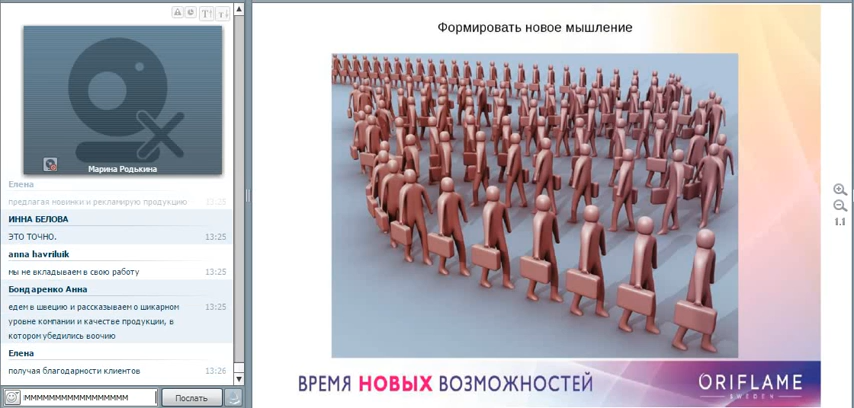 Марина Родькина
Елена
предлагая новинки и рекламирую продукцию 13:25
ИННА БЕЛОВА
ЭТО ТОЧНО. 13:25
anna havriluik
мы не вкладываем в свою работу 13:25
Бондаренко Анна
едем в швецию и рассказываем о шикарном 13:25
уровне компании и качестве продукции, в
котором убедились воочию
Елена
получая благодарности клиентов 13:26
Послать
Формировать новое мышление
ВРЕМЯ НОВЫХ ВОЗМОЖНОСТЕЙ
ORIFLAME
SWEDEN
1:1